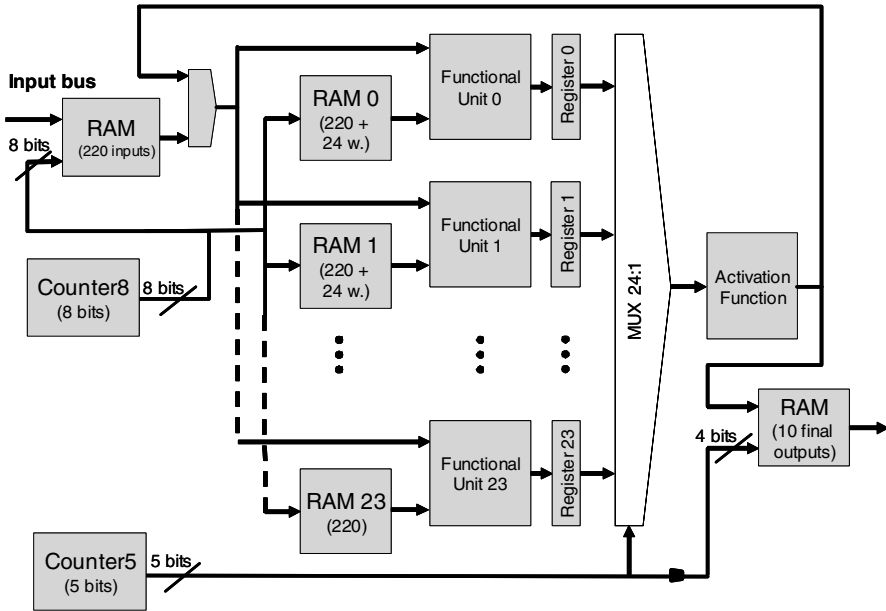 Input bus
RAM
(220 inputs)
8 bits
Counter8
(8 bits)
8 bits
RAM 0
(220 +
24 w.)
Functional
Unit 0
Register 0
RAM 1
(220 +
24 w.)
Functional
Unit 1
Register 1
RAM 23
(220)
Functional
Unit 23
Register 23
MUX 24:1
Activation
Function
RAM
(10 final
outputs)
4 bits
Counter5
(5 bits)
5 bits